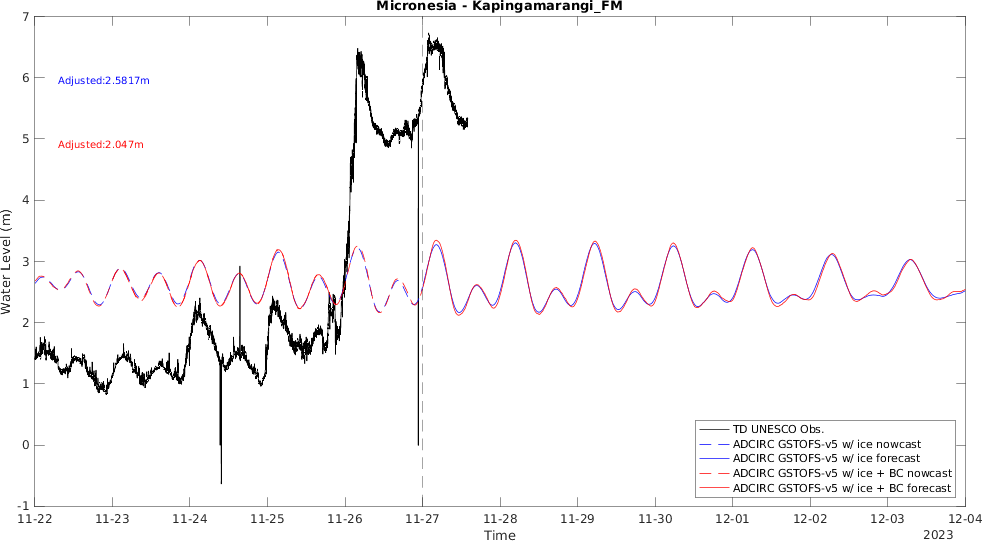 Micronesia - Kapingamarangi_FM
7
6
5
4
3
2
1
0
-1
Water Level (m)
Adjusted:2.5817m
Adjusted:2.047m
TD UNESCO Obs.
ADCIRC GSTOFS-v5 w/ ice nowcast
ADCIRC GSTOFS-v5 w/ ice forecast
ADCIRC GSTOFS-v5 w/ ice + BC nowcast
ADCIRC GSTOFS-v5 w/ ice + BC forecast
11-22 11-23 11-24 11-25 11-26 11-27 11-28 11-29 11-30 12-01 12-02 12-03 12-04
Time
2023